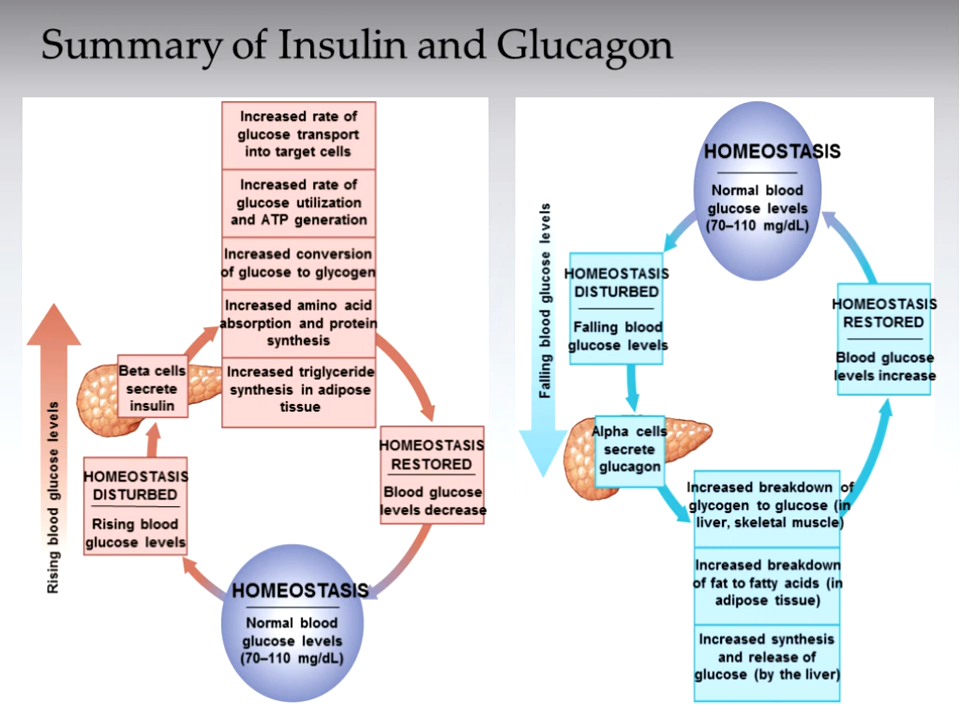 Summary of Insulin and Glucagon
Increased rate of
glucose transport
into target cells
Increased rate of
glucose utilization
and ATP generation
Increased conversion
of glucose to glycogen
Increased amino acid
absorption and protein
synthesis
Increased triglyceride
synthesis in adipose
tissue
Beta cells
secrete
insulin
Rising blood glucose levels
HOMEOSTASIS
DISTURBED
Rising blood
glucose levels
HOMEOSTASIS
RESTORED
Blood glucose
levels decrease
HOMEOSTASIS
Normal blood
glucose levels
(70–110 mg/dL)
HOMEOSTASIS
Normal blood
glucose levels
(70–110 mg/dL)
Falling blood glucose levels
HOMEOSTASIS
DISTURBED
Falling blood
glucose levels
HOMEOSTASIS
RESTORED
Blood glucose
levels increase
Alpha cells
secrete
glucagon
Increased breakdown of
glycogen to glucose (in
liver, skeletal muscle)
Increased breakdown
of fat to fatty acids (in
adipose tissue)
Increased synthesis
and release of
glucose (by the liver)